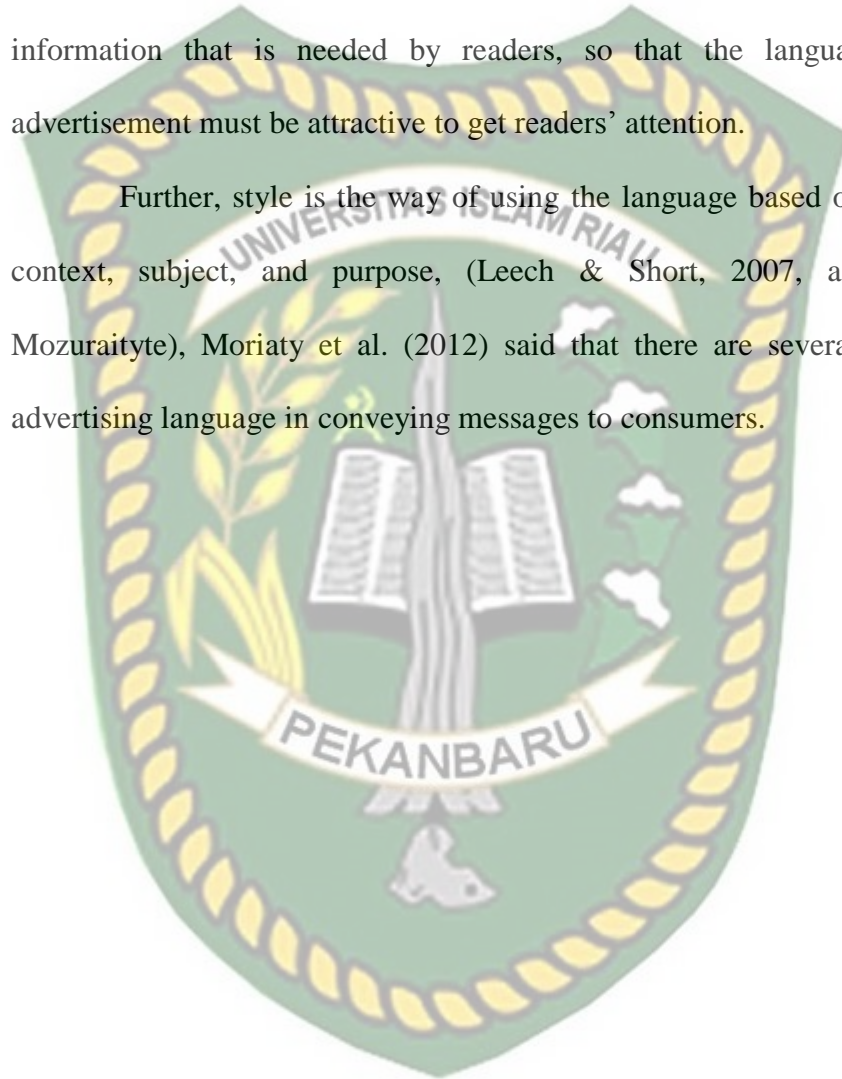 information that is needed by readers, so that the langua
advertisement must be attractive to get readers' attention.
Further, style is the way of using the language based o
UNIVERSITAS ISLAM RIAU
context, subject, and purpose, (Leech & Short, 2007, a
Mozuraityte), Moriaty et al. (2012) said that there are severa
advertising language in conveying messages to consumers.
PEKANBARU